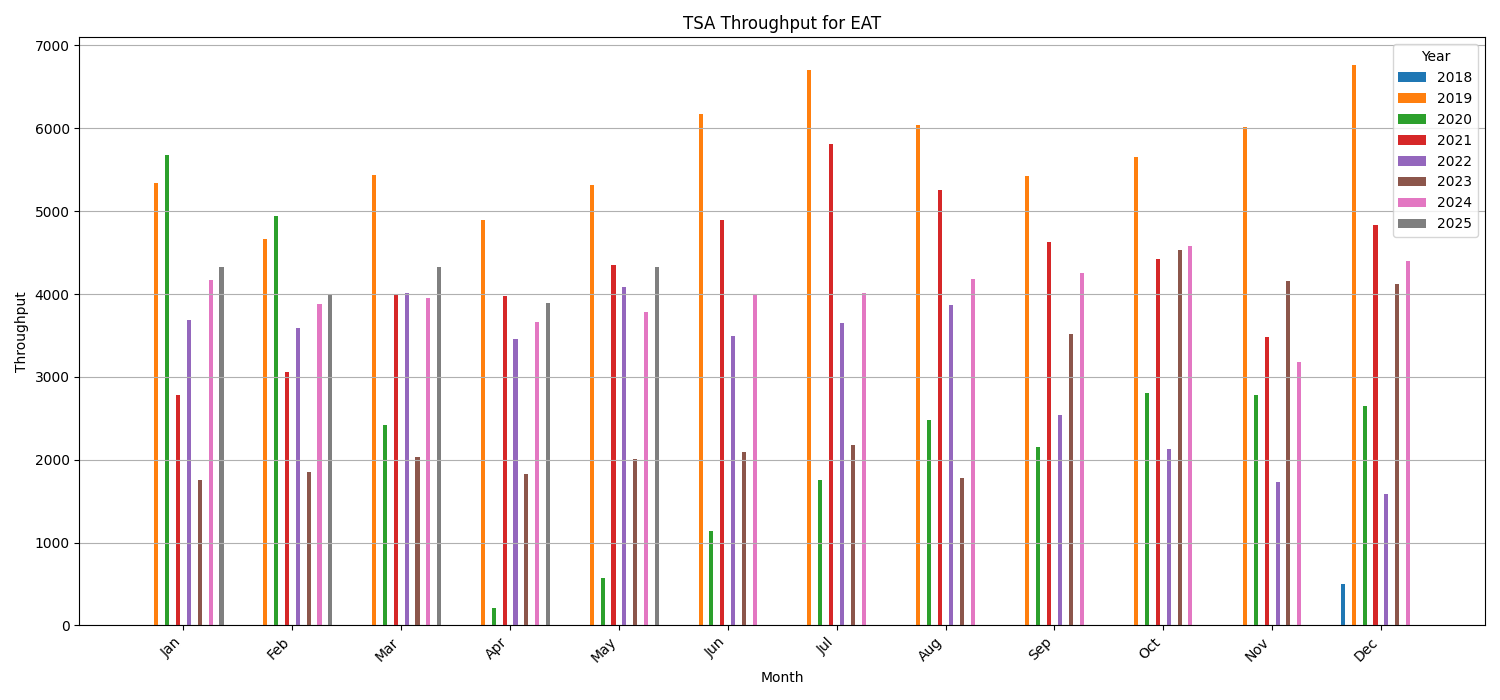 TSA Throughput for EAT
Throughput
7000
6000
5000
4000
3000
2000
1000
0
Jan
Feb
Mar
Apr
May
Jun
Jul
Aug
Sep
Oct
Nov
Dec
Month
Year
2018
2019
2020
2021
2022
2023
2024
2025